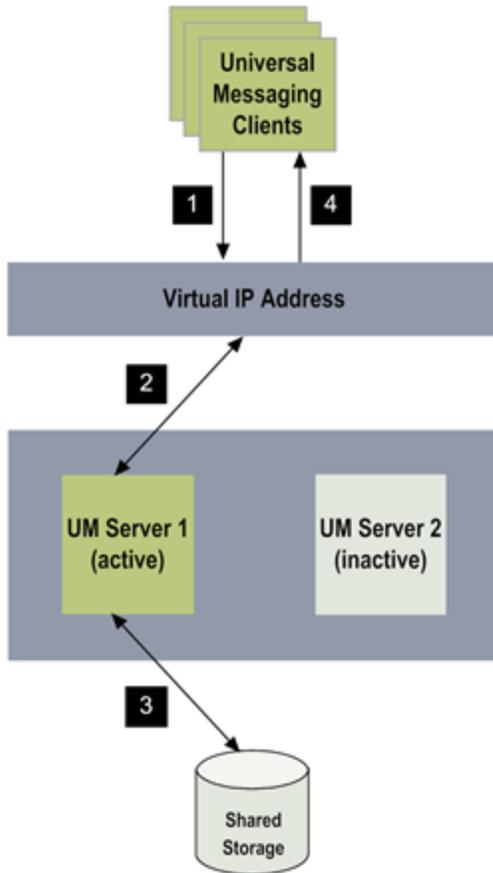 Universal
Messaging
Clients
1
4
Virtual IP Address
2
UM Server 1
(active)
UM Server 2
(inactive)
3
Shared
Storage